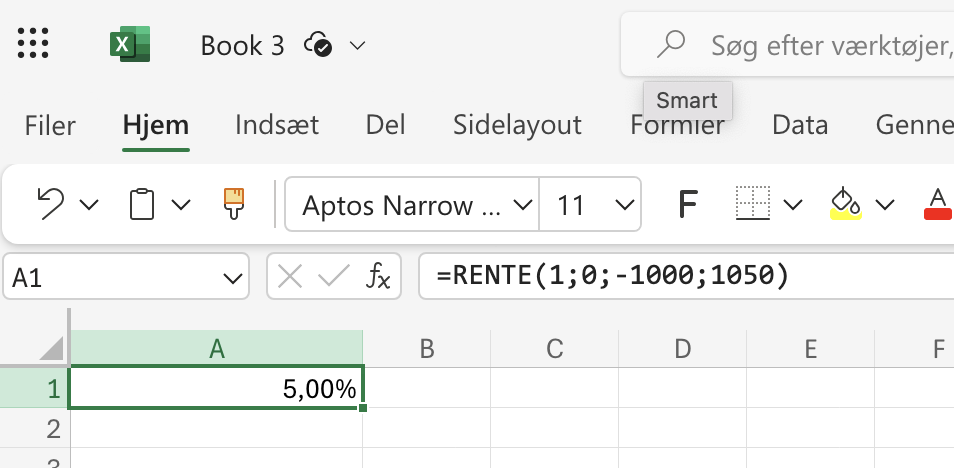 X Book 3 Søg efter værktøjer,
Smart
Filer Hjem Indsæt Del Sidelayout Formler Data Genne
Aptos Narrow ... 11 F A
A1 fx =RENTE(1;0;-1000;1050)
A B C D E F
1 5,00%
2
3